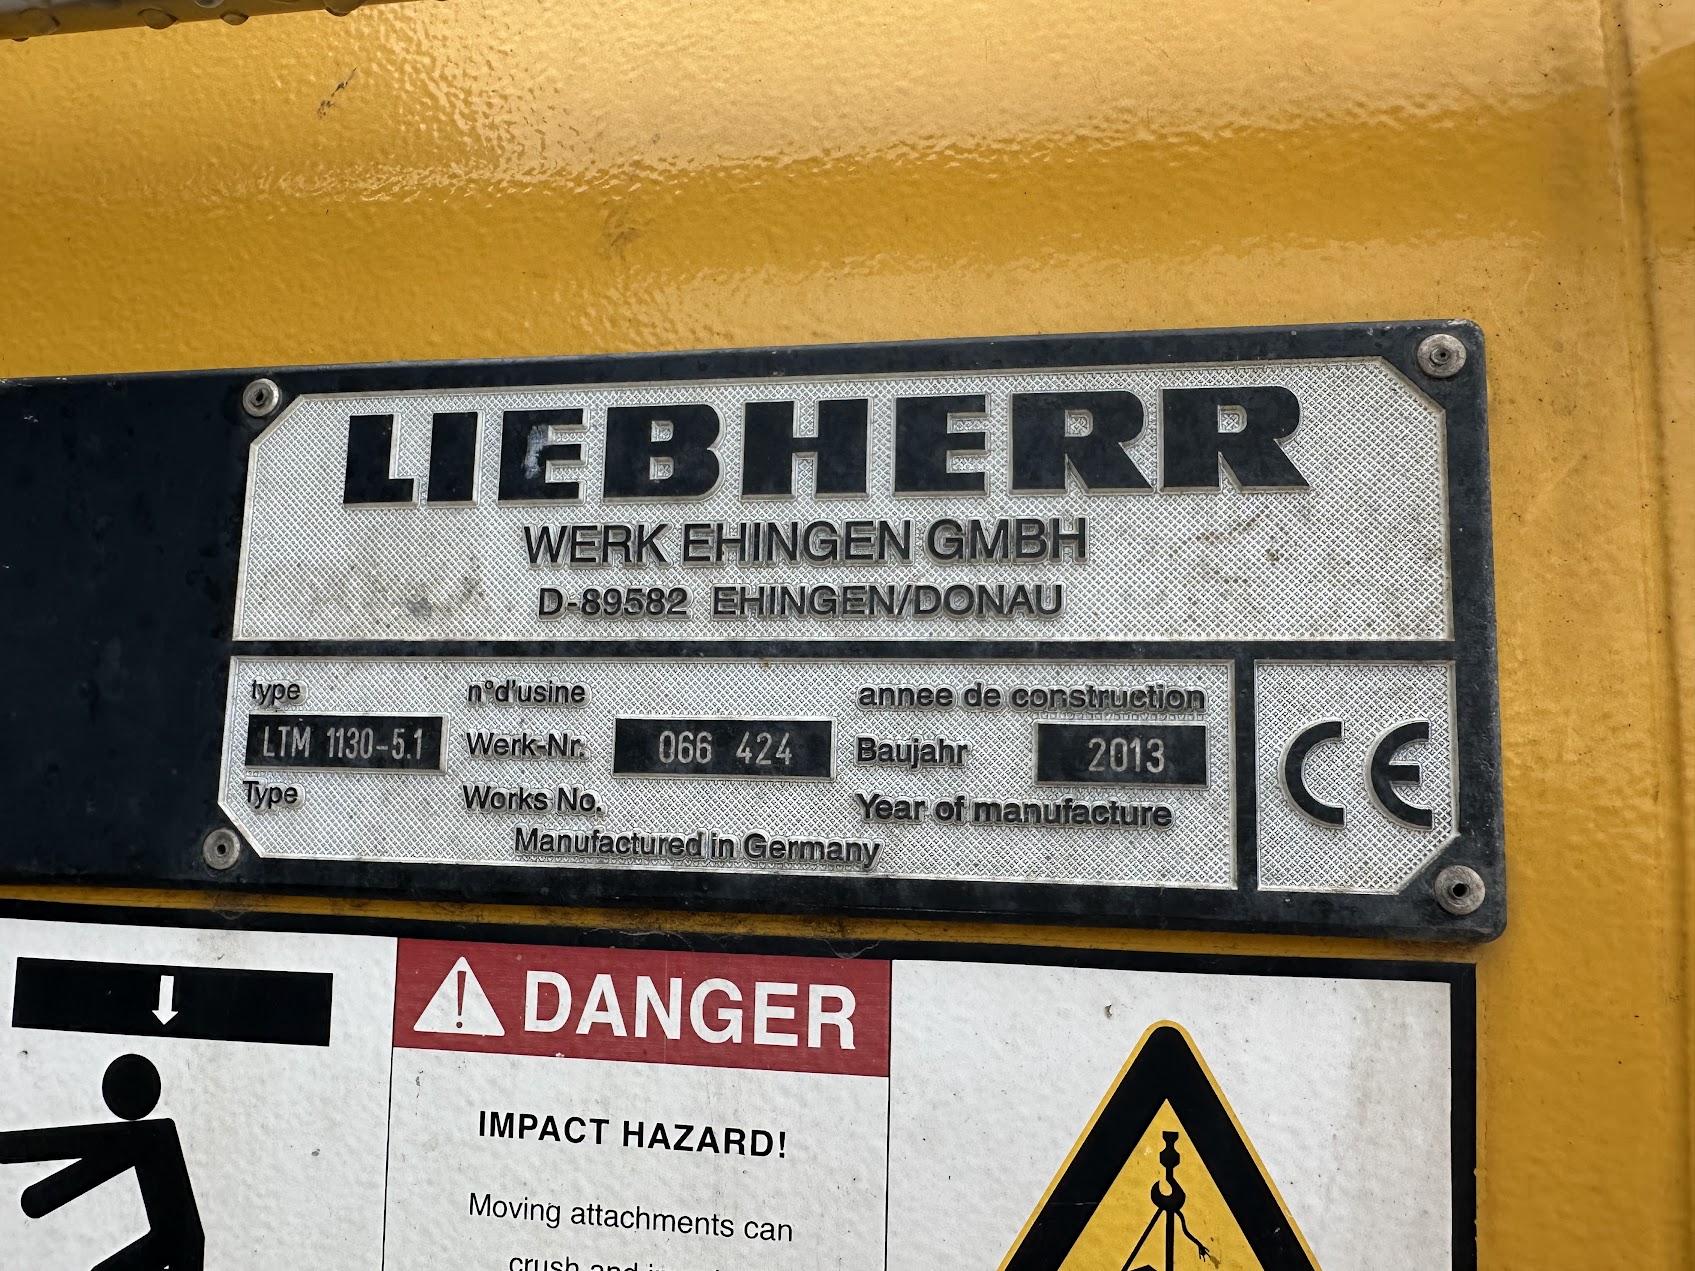 LIEBHERR
WERK EHINGEN GMBH
D-89582 EHINGEN/DONAU
type n°d'usine annee de construction
LTM 1130-5.1 Werk-Nr. 066 424 Baujahr 2013
Type Works No. Year of manufacture
Manufactured in Germany
CE
DANGER
IMPACT HAZARD!
Moving attachments can
crush and